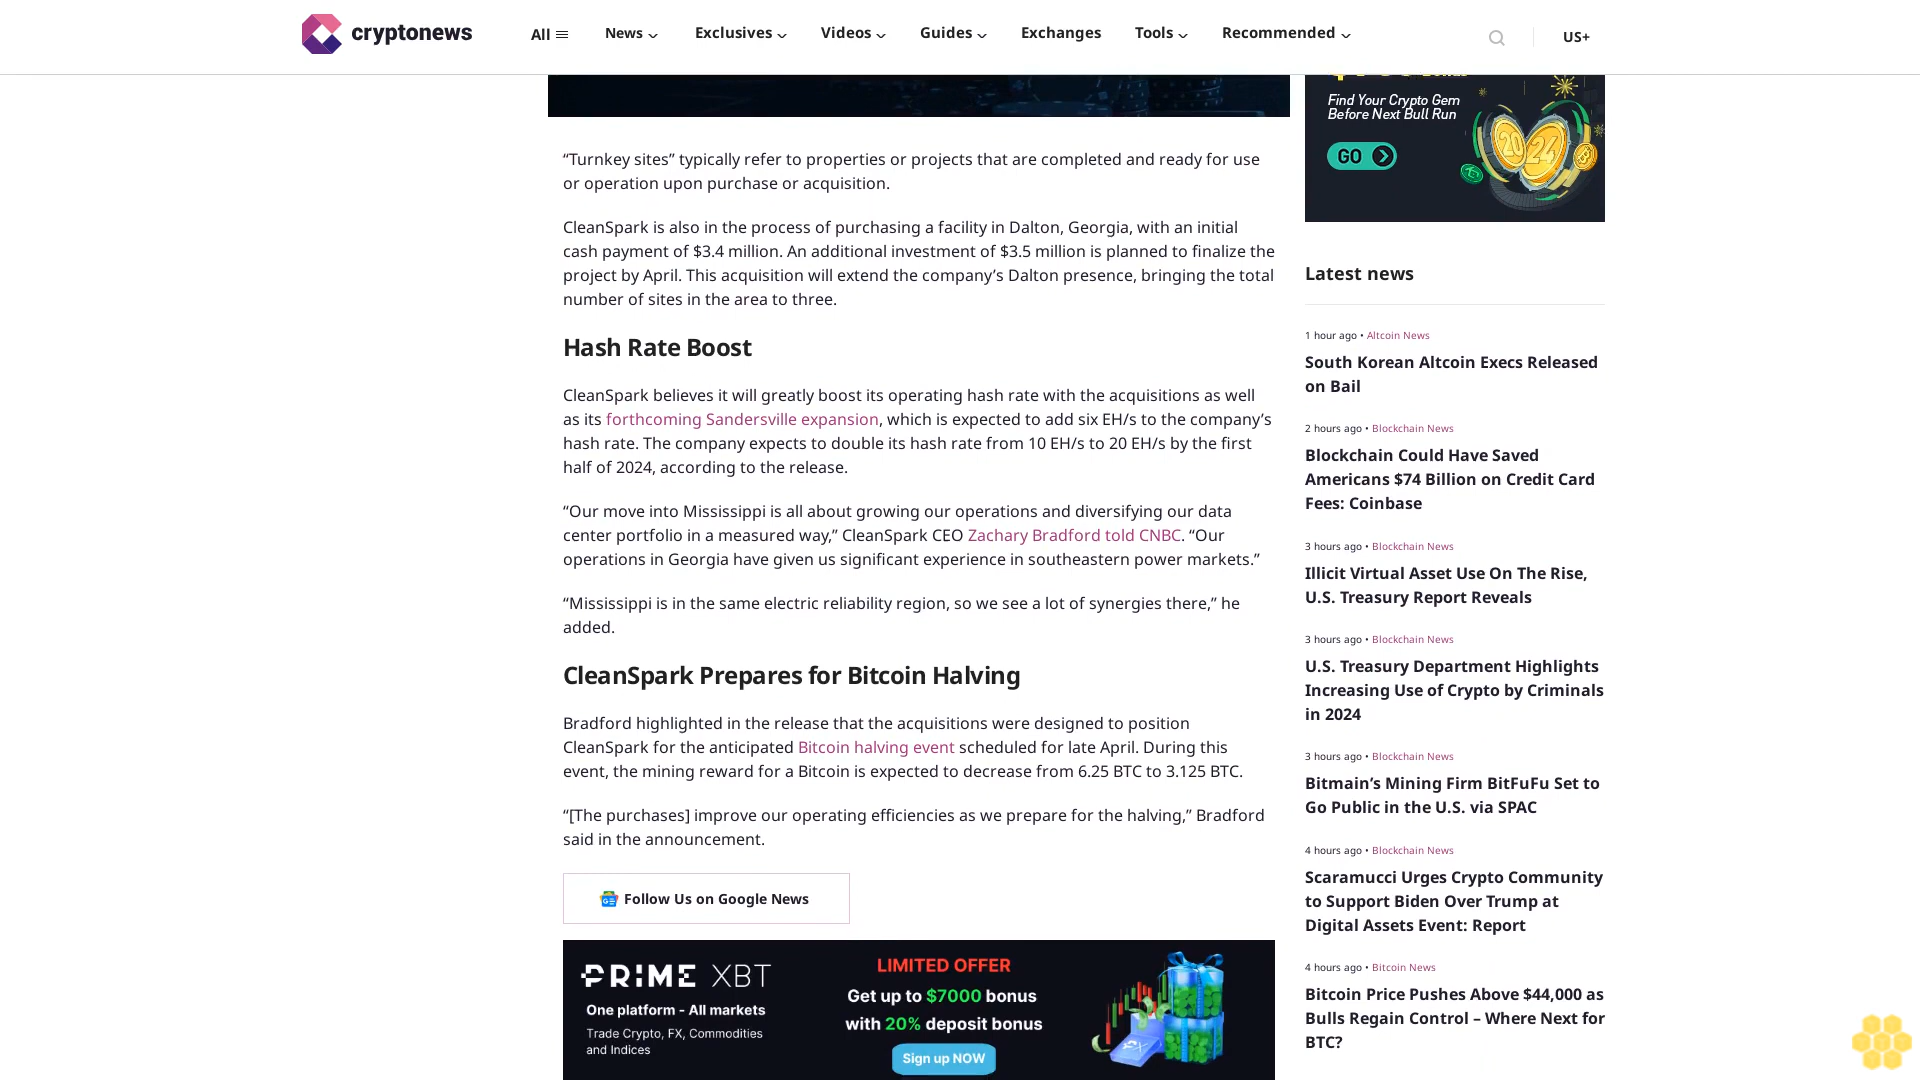 cryptonews
All
News
Exclusives
Videos
Guides
Exchanges
Tools
Recommended
US+
“Turnkey sites” typically refer to properties or projects that are completed and ready for use
or operation upon purchase or acquisition.
CleanSpark is also in the process of purchasing a facility in Dalton, Georgia, with an initial
cash payment of $3.4 million. An additional investment of $3.5 million is planned to finalize the
project by April. This acquisition will extend the company’s Dalton presence, bringing the total
number of sites in the area to three.
Hash Rate Boost
CleanSpark believes it will greatly boost its operating hash rate with the acquisitions as well
as its forthcoming Sandersville expansion, which is expected to add six EH/s to the company’s
hash rate. The company expects to double its hash rate from 10 EH/s to 20 EH/s by the first
half of 2024, according to the release.
“Our move into Mississippi is all about growing our operations and diversifying our data
center portfolio in a measured way,” CleanSpark CEO Zachary Bradford told CNBC. “Our
operations in Georgia have given us significant experience in southeastern power markets.”
“Mississippi is in the same electric reliability region, so we see a lot of synergies there,” he
added.
CleanSpark Prepares for Bitcoin Halving
Bradford highlighted in the release that the acquisitions were designed to position
CleanSpark for the anticipated Bitcoin halving event scheduled for late April. During this
event, the mining reward for a Bitcoin is expected to decrease from 6.25 BTC to 3.125 BTC.
“[The purchases] improve our operating efficiencies as we prepare for the halving,” Bradford
said in the announcement.
Follow Us on Google News
PRIME XBT
One platform - All markets
Trade Crypto, FX, Commodities
and Indices
LIMITED OFFER
Get up to $7000 bonus
with 20% deposit bonus
Sign up NOW
Find Your Crypto Gem
Before Next Bull Run
GO
2024
Latest news
1 hour ago • Altcoin News
South Korean Altcoin Execs Released
on Bail
2 hours ago • Blockchain News
Blockchain Could Have Saved
Americans $74 Billion on Credit Card
Fees: Coinbase
3 hours ago • Blockchain News
Illicit Virtual Asset Use On The Rise,
U.S. Treasury Report Reveals
3 hours ago • Blockchain News
U.S. Treasury Department Highlights
Increasing Use of Crypto by Criminals
in 2024
3 hours ago • Blockchain News
Bitmain’s Mining Firm BitFuFu Set to
Go Public in the U.S. via SPAC
4 hours ago • Blockchain News
Scaramucci Urges Crypto Community
to Support Biden Over Trump at
Digital Assets Event: Report
4 hours ago • Bitcoin News
Bitcoin Price Pushes Above $44,000 as
Bulls Regain Control – Where Next for
BTC?